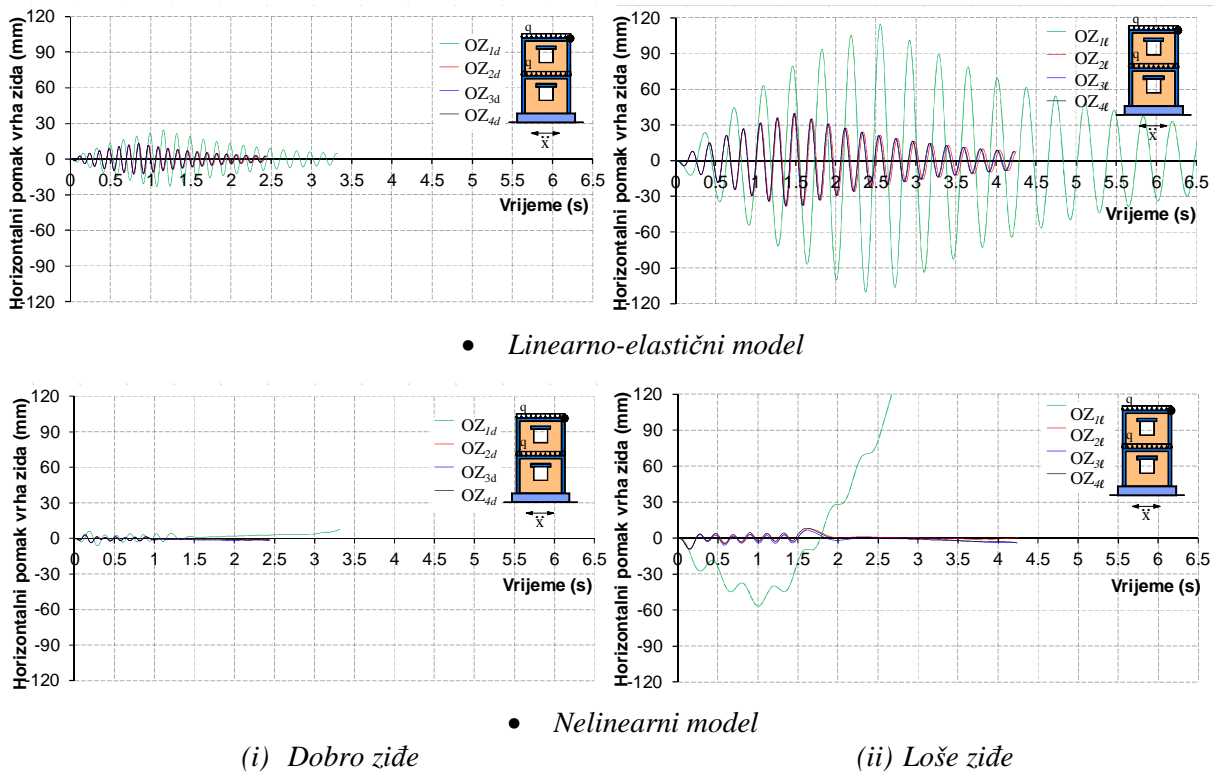 Horizontalni pomak vrha zida (mm)
120
90
60
30
0
-30
-60
-90
-120
0 0.5 1 1.5 2 2.5 3 3.5 4 4.5 5 5.5 6 6.5
Vrijeme (s)
OZ1d
OZ2d
OZ3d
OZ4d
q
q
ẍ
Horizontalni pomak vrha zida (mm)
120
90
60
30
0
-30
-60
-90
-120
0 0.5 1 1.5 2 2.5 3 3.5 4 4.5 5 5.5 6 6.5
Vrijeme (s)
OZ1ℓ
OZ2ℓ
OZ3ℓ
OZ4ℓ
q
q
ẍ
• Linearno-elastični model
Horizontalni pomak vrha zida (mm)
120
90
60
30
0
-30
-60
-90
-120
0 0.5 1 1.5 2 2.5 3 3.5 4 4.5 5 5.5 6 6.5
Vrijeme (s)
OZ1d
OZ2d
OZ3d
OZ4d
q
q
ẍ
Horizontalni pomak vrha zida (mm)
120
90
60
30
0
-30
-60
-90
-120
0 0.5 1 1.5 2 2.5 3 3.5 4 4.5 5 5.5 6 6.5
Vrijeme (s)
OZ1ℓ
OZ2ℓ
OZ3ℓ
OZ4ℓ
q
q
ẍ
• Nelinearni model
(i) Dobro ziđe
(ii) Loše ziđe